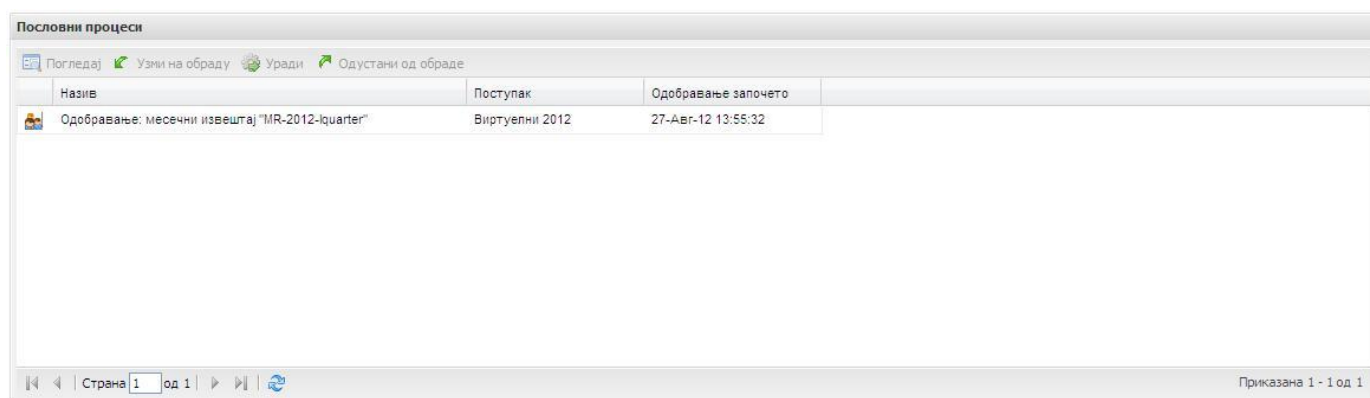 Пословни процеси
Погледај Узми на обраду Уради Одустани од обраде
Назив Поступак Одобравање започето
Одобравање: месечни извештај "MR-2012-Iquarter" Виртуелни 2012 27-Авг-12 13:55:32
Страна 1 од 1 Приказана 1 - 1 од 1